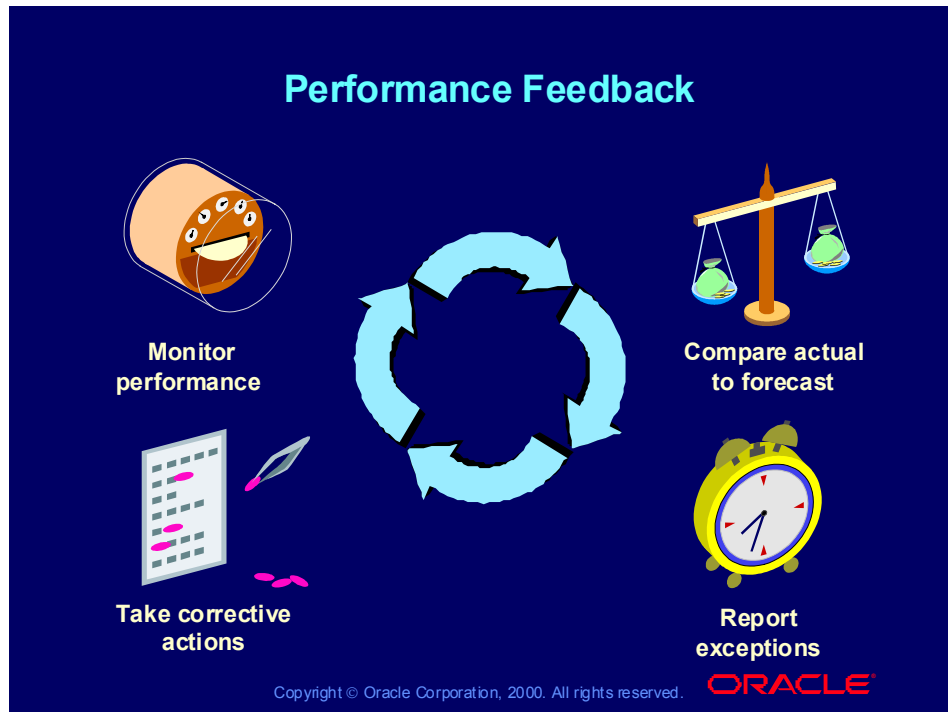 Performance Feedback
Monitor
performance
Compare actual
to forecast
Take corrective
actions
Report
exceptions
Copyright © Oracle Corporation, 2000. All rights reserved.
ORACLE®